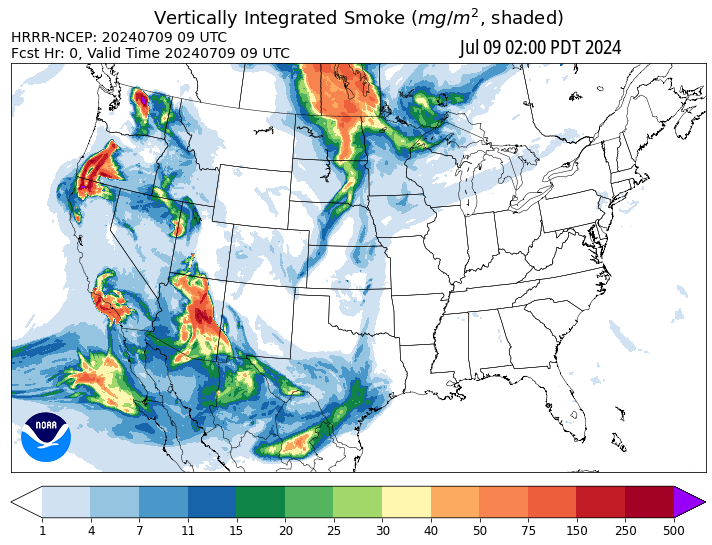 Vertically Integrated Smoke (mg/m², shaded)
HRRR-NCEP: 20240709 09 UTC
Fcst Hr: 0, Valid Time 20240709 09 UTC
Jul 09 02:00 PDT 2024
NOAA
1 4 7 11 15 20 25 30 40 50 75 150 250 500